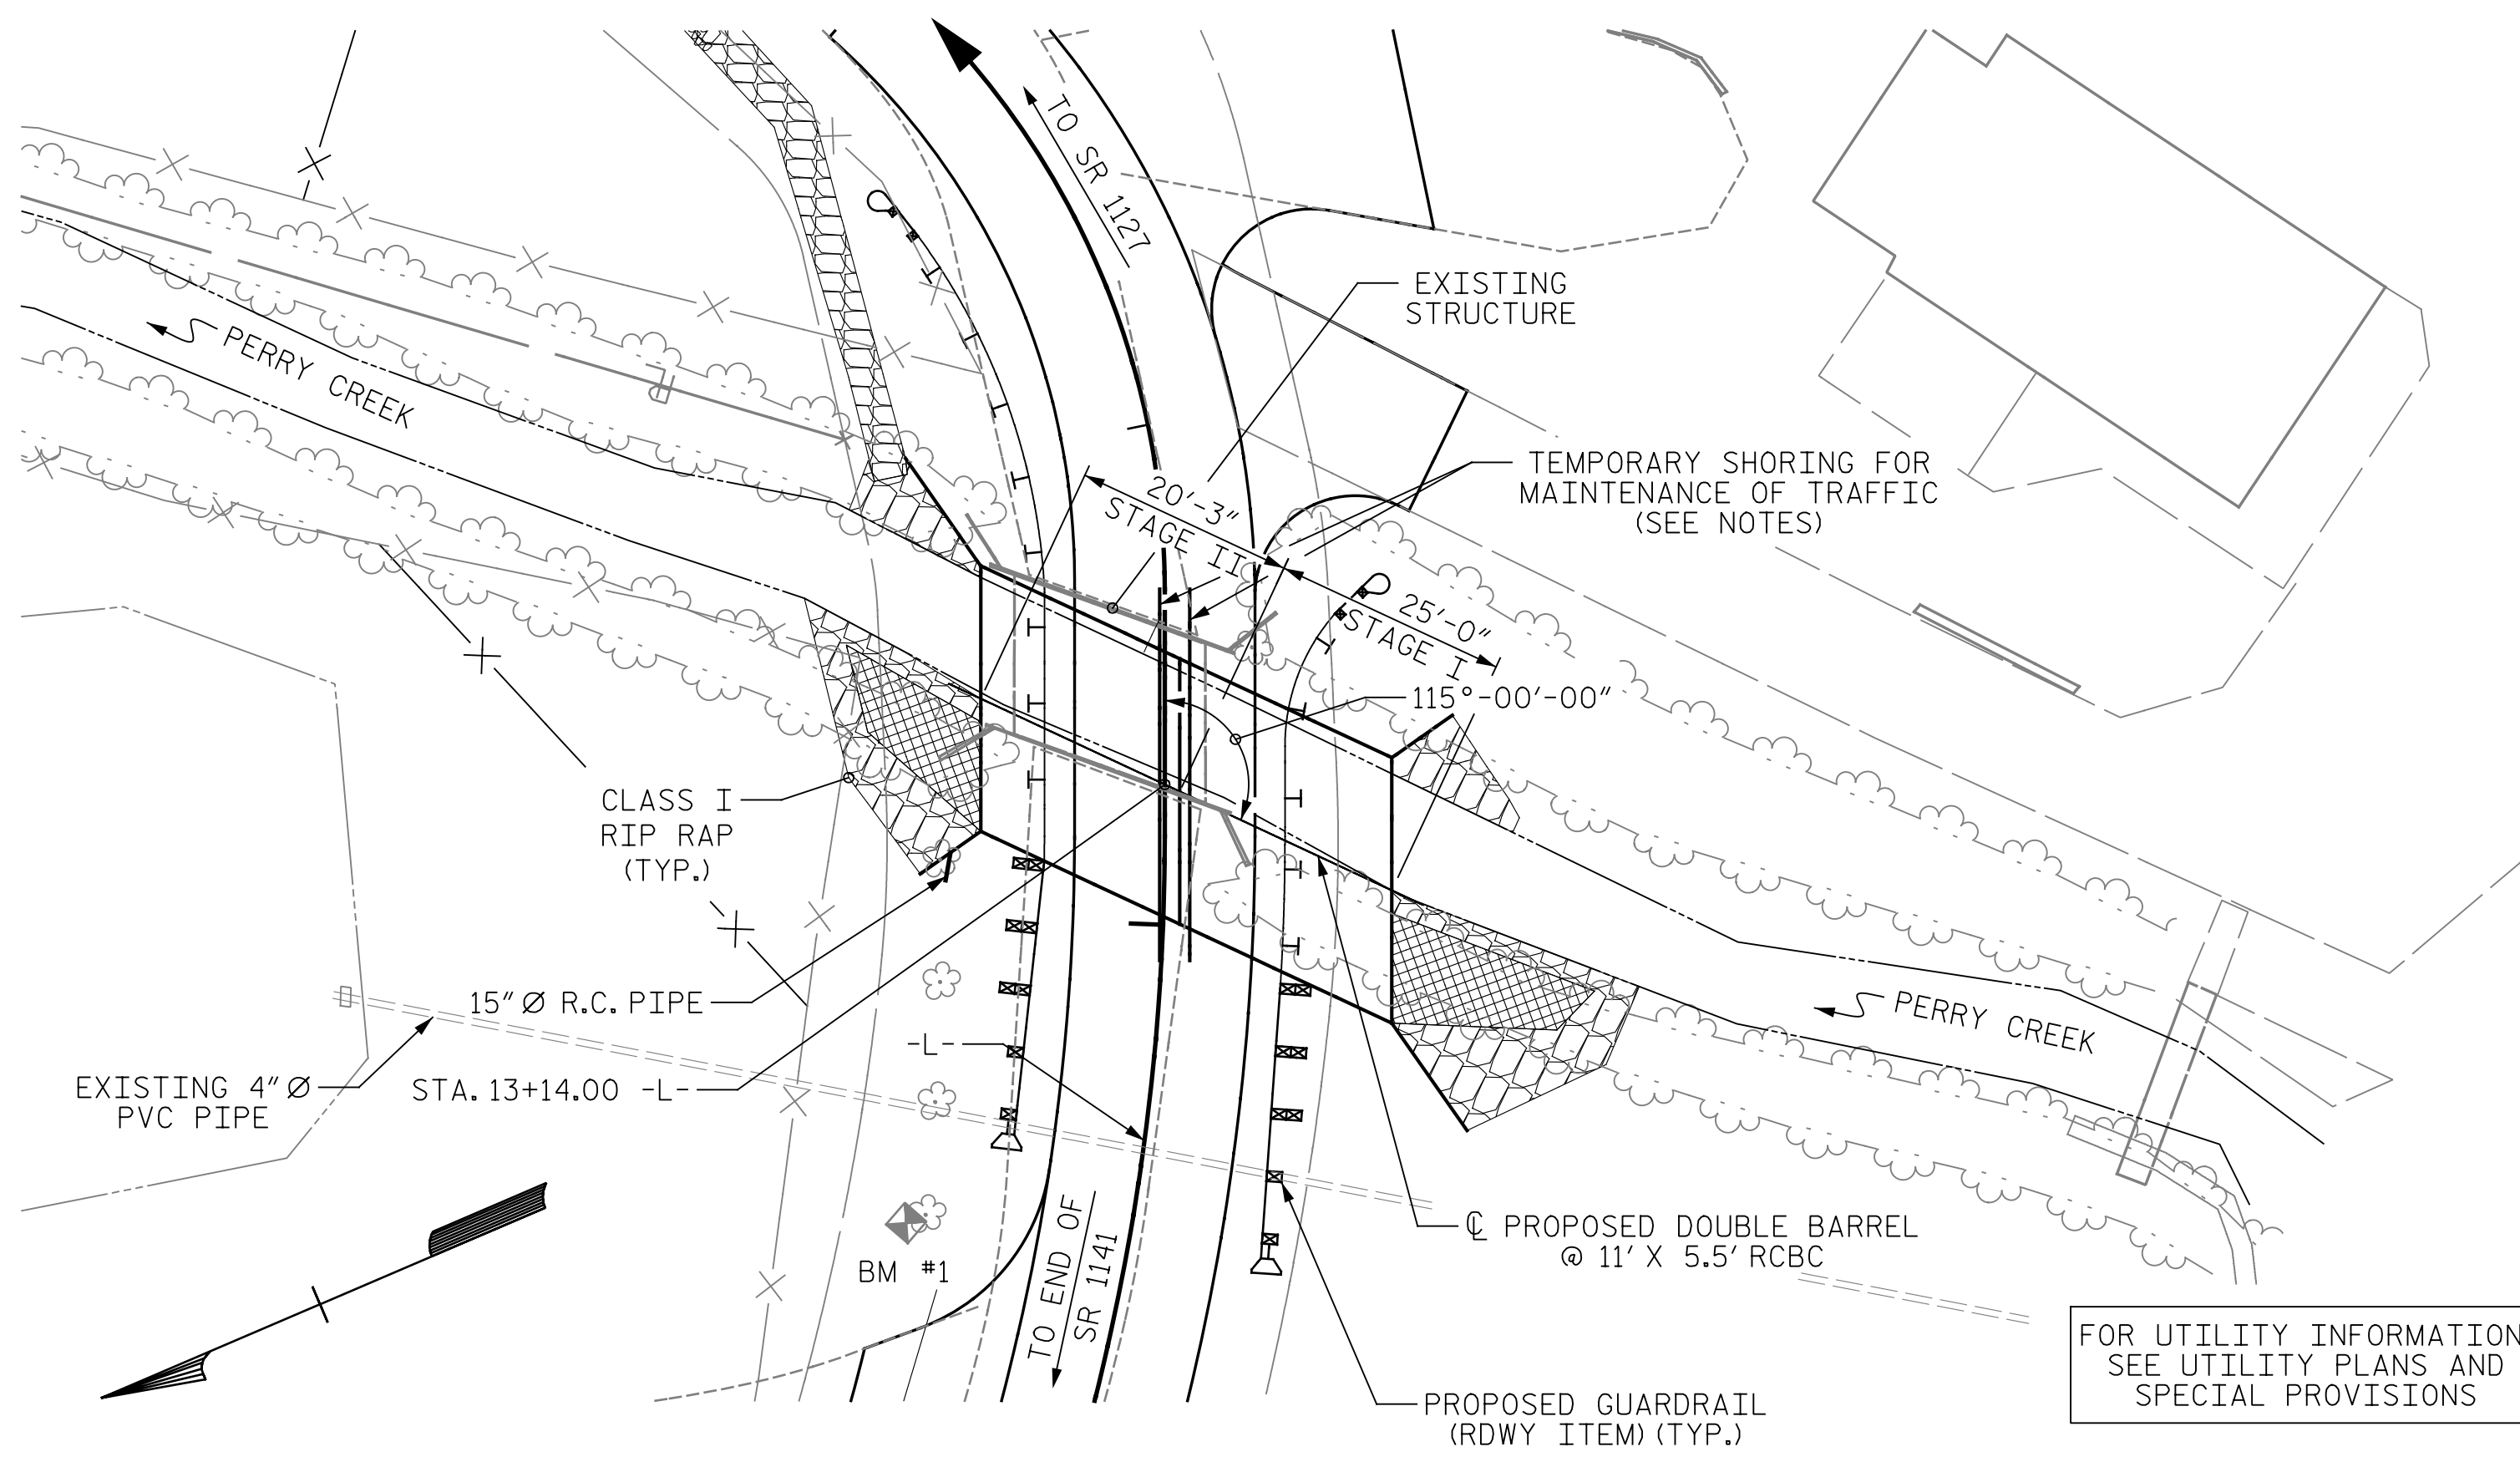 TO SR 1127
EXISTING
STRUCTURE
PERRY CREEK
TEMPORARY SHORING FOR
MAINTENANCE OF TRAFFIC
(SEE NOTES)
20'-3"
STAGE II
25'-0"
STAGE I
115°-00'-00"
CLASS I
RIP RAP
(TYP.)
15"Ø R.C. PIPE
-L-
EXISTING 4"Ø
PVC PIPE
STA. 13+14.00 -L-
PERRY CREEK
BM #1
TO END OF
SR 1141
℄ PROPOSED DOUBLE BARREL
@ 11' X 5.5' RCBC
PROPOSED GUARDRAIL
(RDWY ITEM) (TYP.)
FOR UTILITY INFORMATION
SEE UTILITY PLANS AND
SPECIAL PROVISIONS